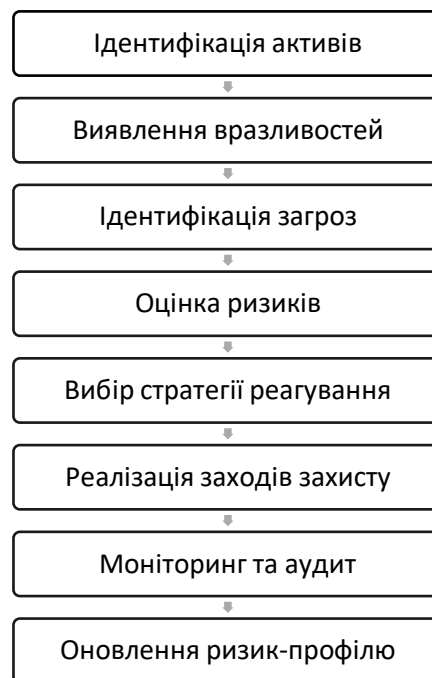 Ідентифікація активів
Виявлення вразливостей
Ідентифікація загроз
Оцінка ризиків
Вибір стратегії реагування
Реалізація заходів захисту
Моніторинг та аудит
Оновлення ризик-профілю